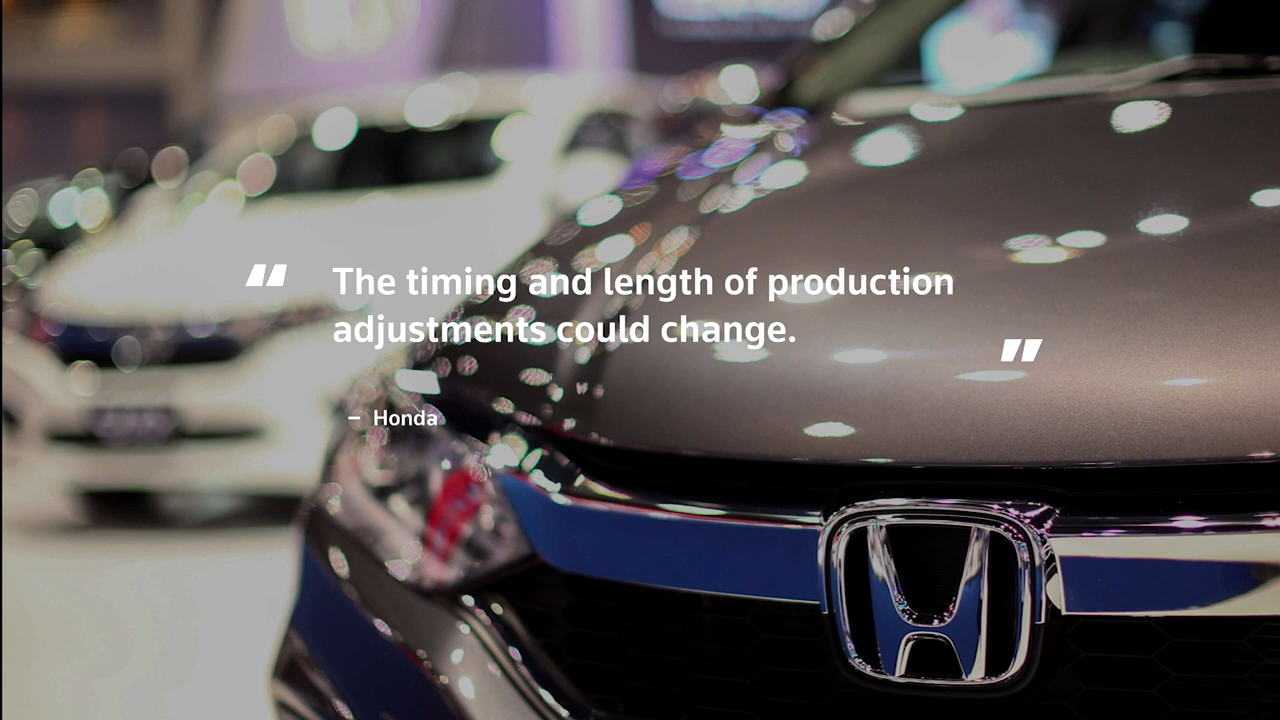 “ The timing and length of production
adjustments could change. ”
– Honda